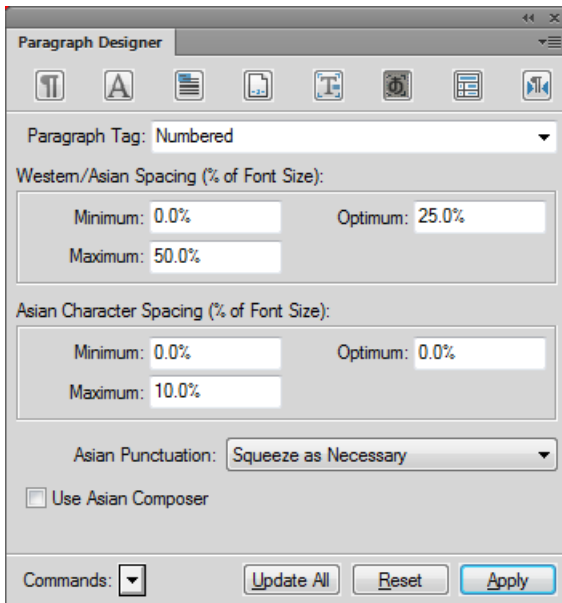 Paragraph Designer
Paragraph Tag: Numbered
Western/Asian Spacing (% of Font Size):
Minimum: 0.0% Optimum: 25.0%
Maximum: 50.0%
Asian Character Spacing (% of Font Size):
Minimum: 0.0% Optimum: 0.0%
Maximum: 10.0%
Asian Punctuation: Squeeze as Necessary
Use Asian Composer
Commands: Update All Reset Apply